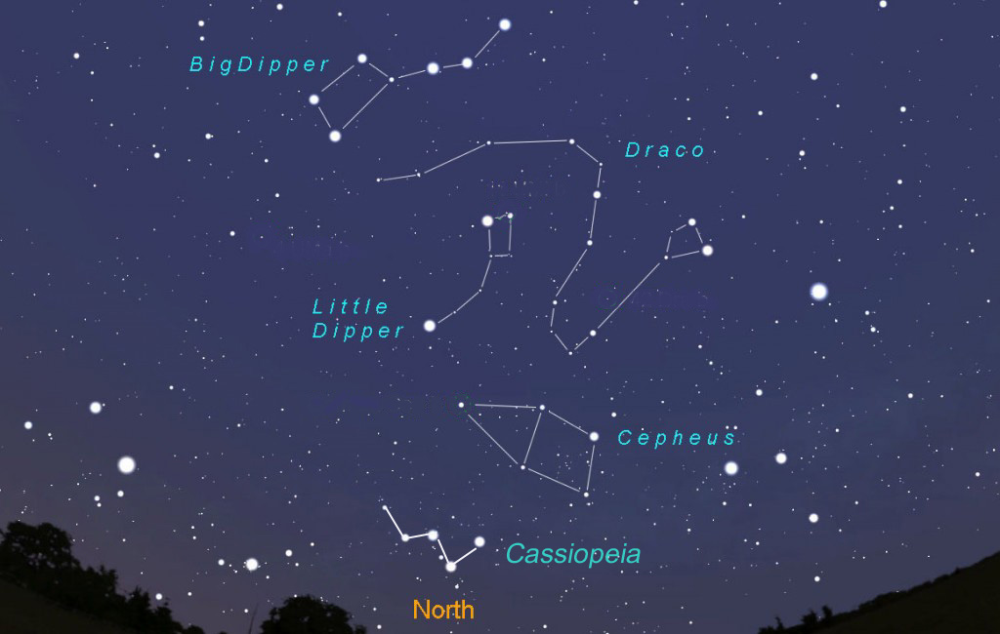 BigDipper
Draco
Little
Dipper
Cepheus
Cassiopeia
North